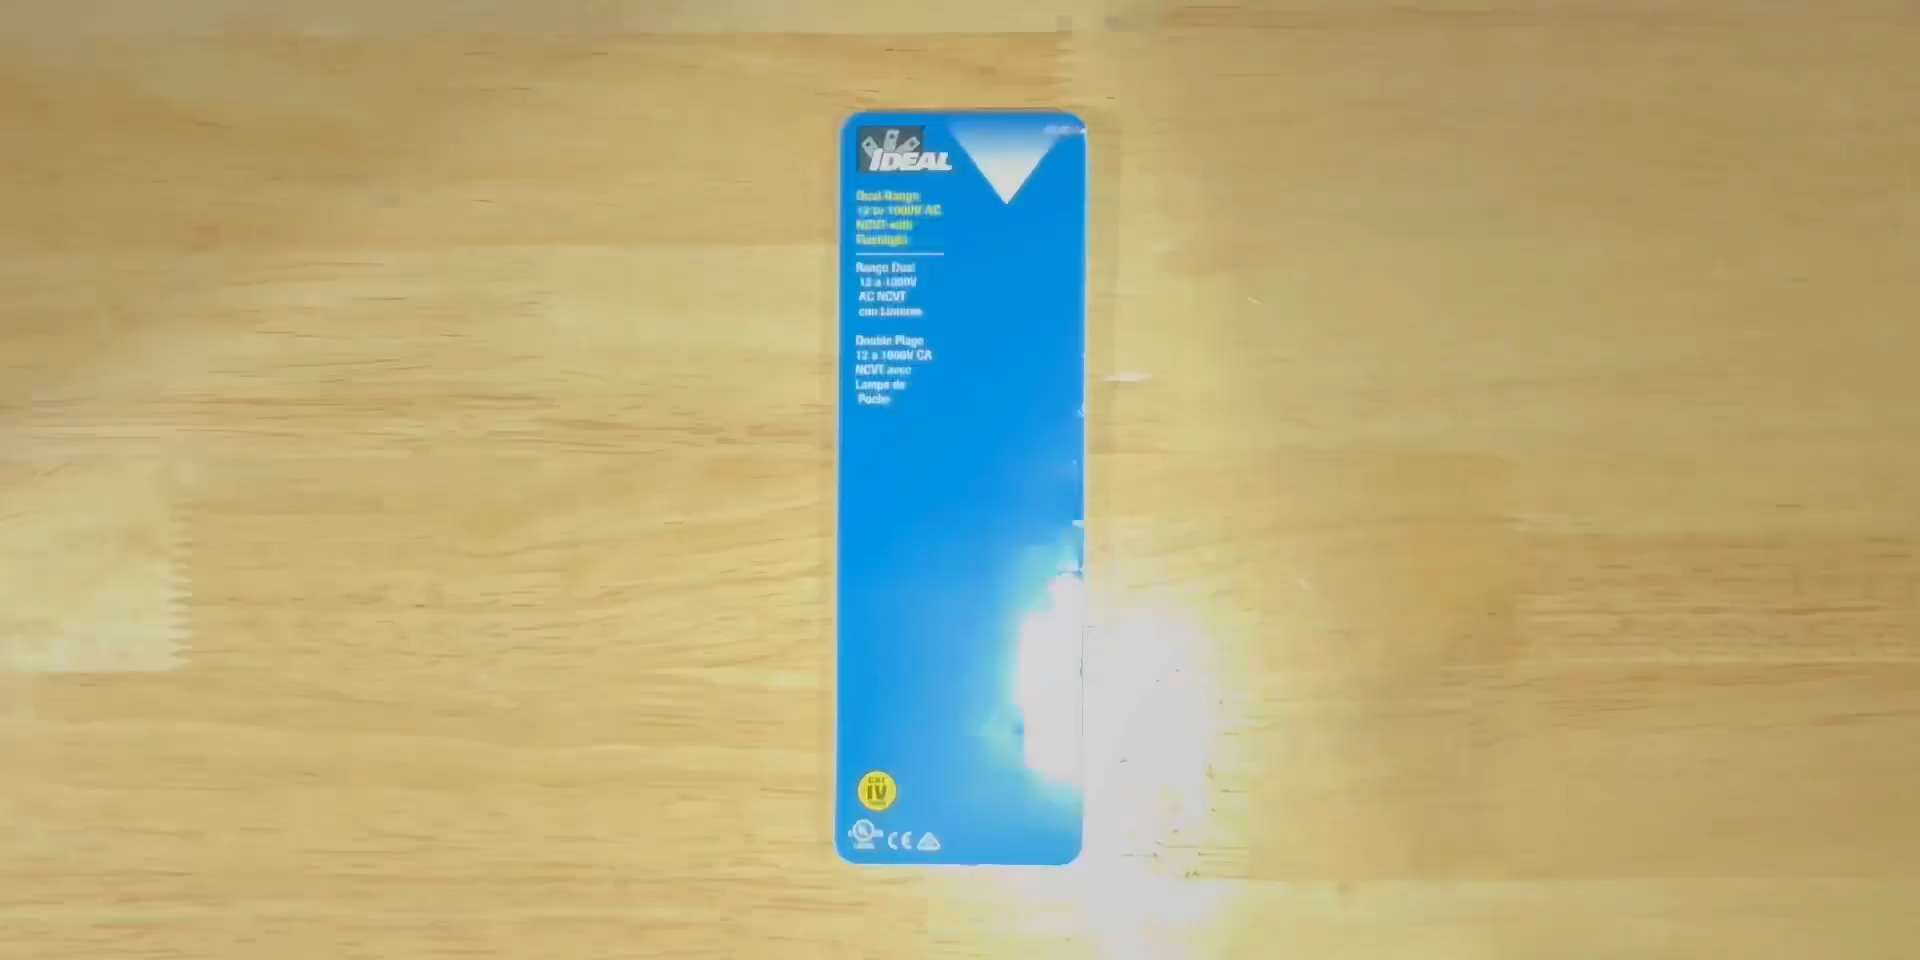 IDEAL
Dual Range
12 to 1000V AC
NCVT with
Flashlight
Rango Dual
12 a 1000V
AC NCVT
con Linterna
Double Plage
12 a 1000V CA
NCVT avec
Lampe de
Poche
CAT
IV
CE